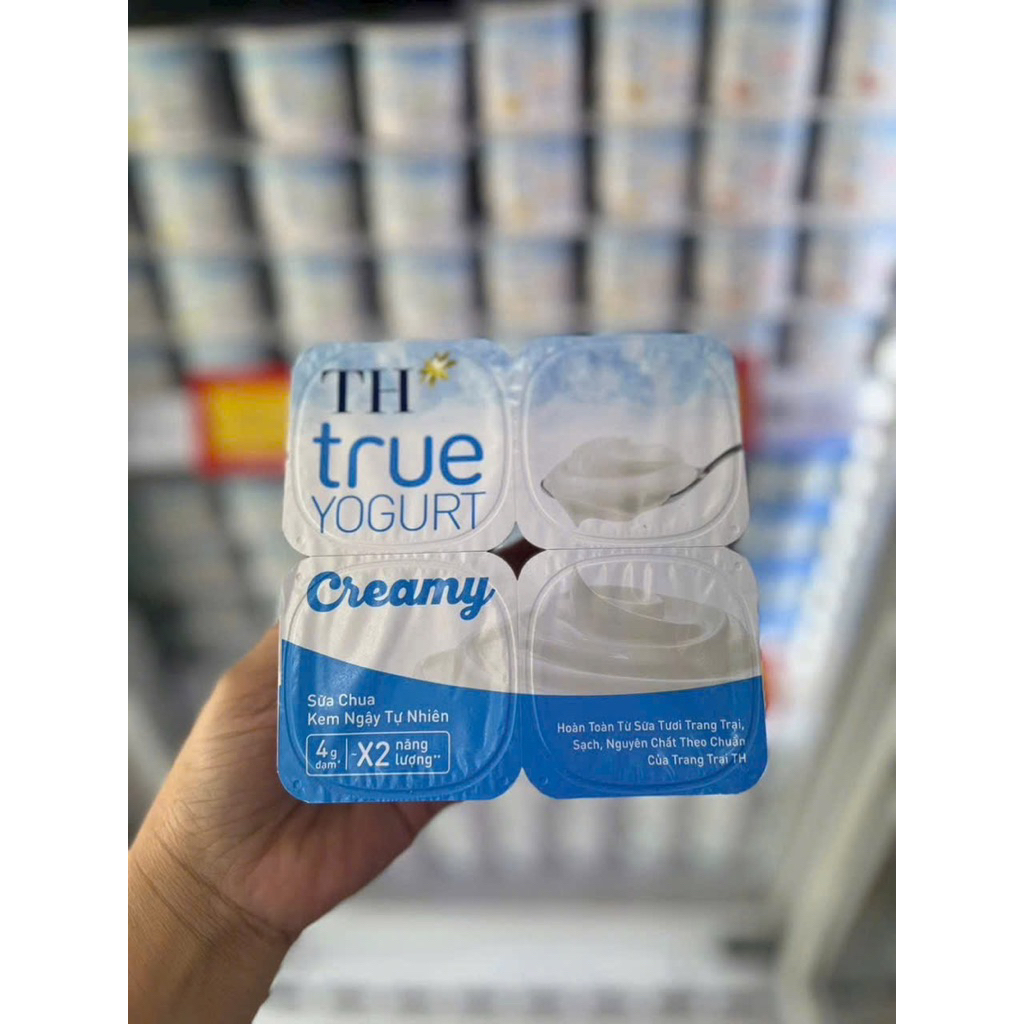 TH
true
YOGURT
Creamy
Sữa Chua
Kem Ngậy Tự Nhiên
4g đạm* ~X2 năng lượng**
Hoàn Toàn Từ Sữa Tươi Trang Trại,
Sạch, Nguyên Chất Theo Chuẩn
Của Trang Trại TH